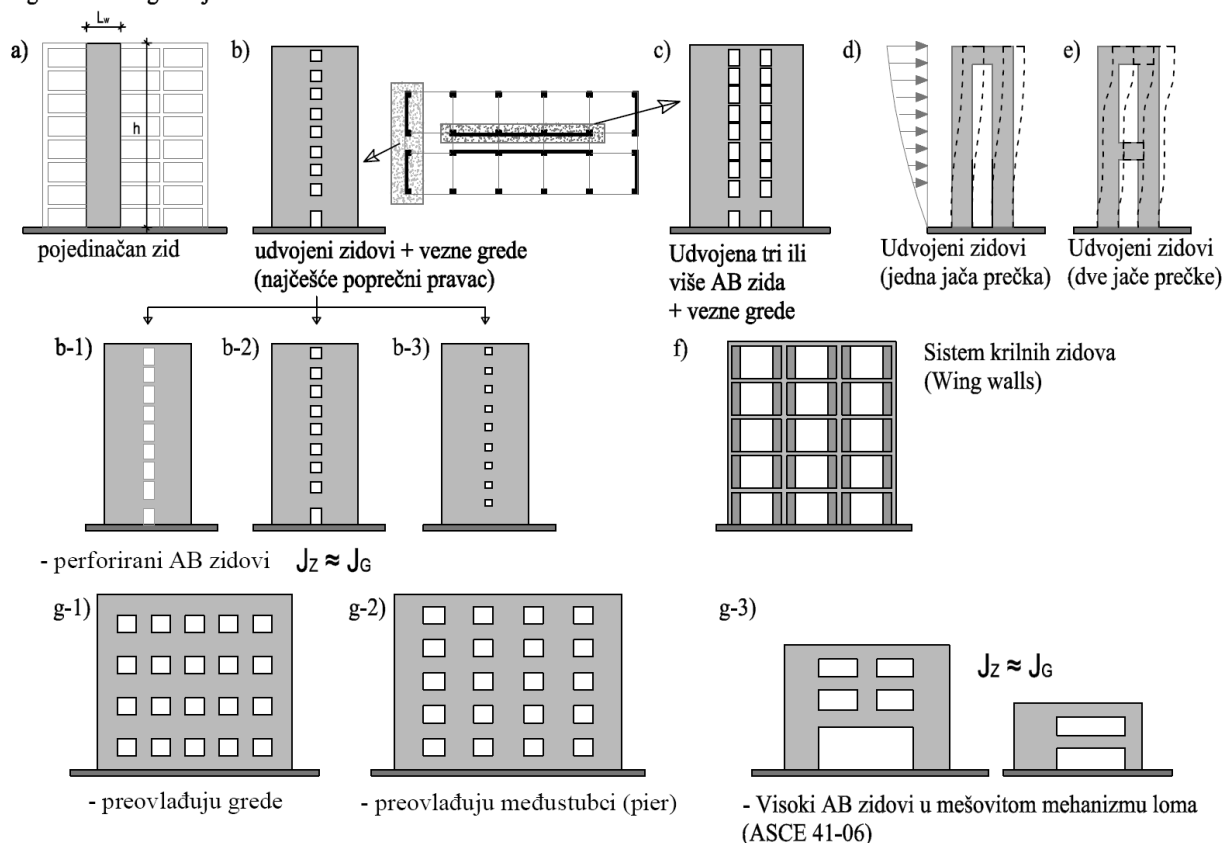 a)
Lw
h
pojedinačan zid
b)
udvojeni zidovi + vezne grede
(najčešće poprečni pravac)
c)
Udvojena tri ili
više AB zida
+ vezne grede
d)
Udvojeni zidovi
(jedna jača prečka)
e)
Udvojeni zidovi
(dve jače prečke)
b-1)
b-2)
b-3)
f)
Sistem krilnih zidova
(Wing walls)
- perforirani AB zidovi JZ ≈ JG
g-1)
- preovlađuju grede
g-2)
- preovlađuju međustubci (pier)
g-3)
JZ ≈ JG
- Visoki AB zidovi u mešovitom mehanizmu loma
(ASCE 41-06)